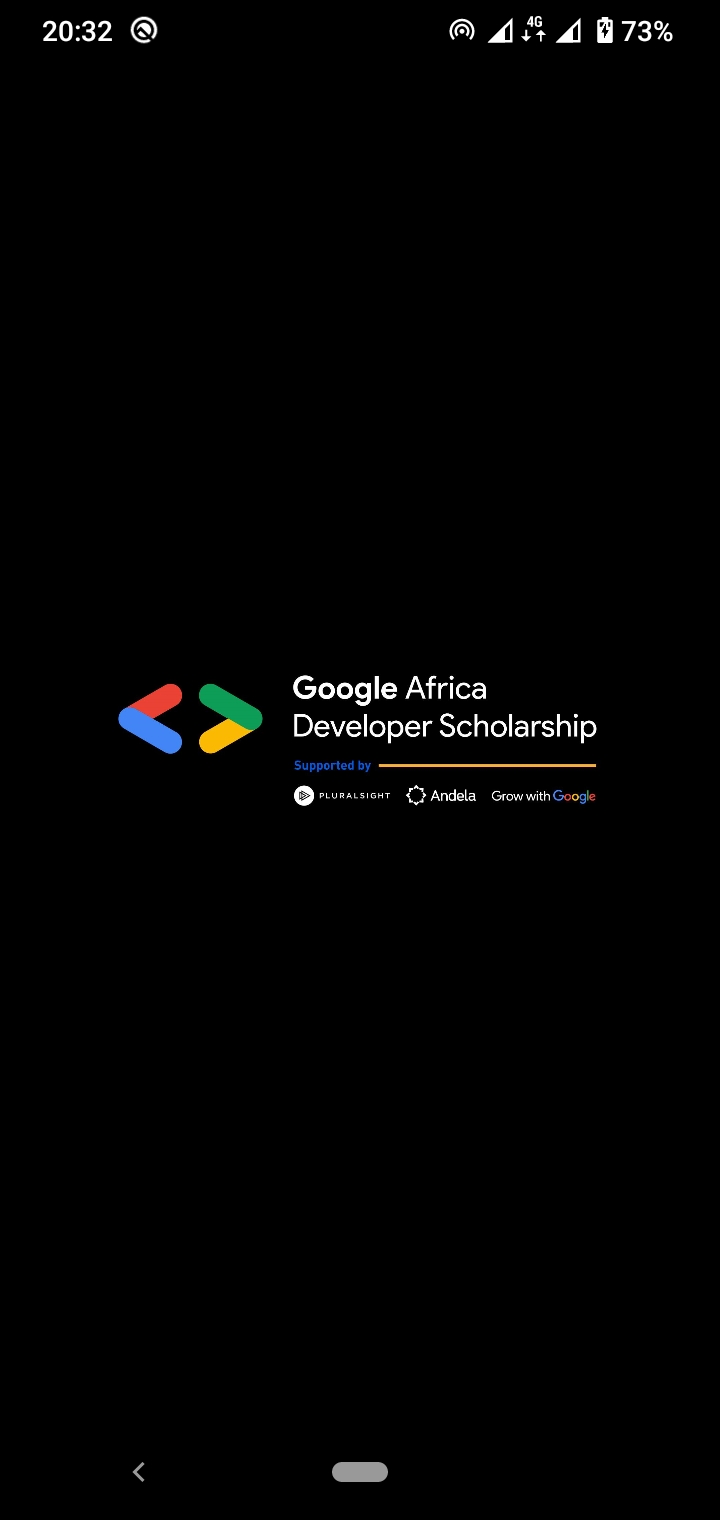 20:32 4G 73%
Google Africa
Developer Scholarship
Supported by
PLURALSIGHT Andela Grow with Google